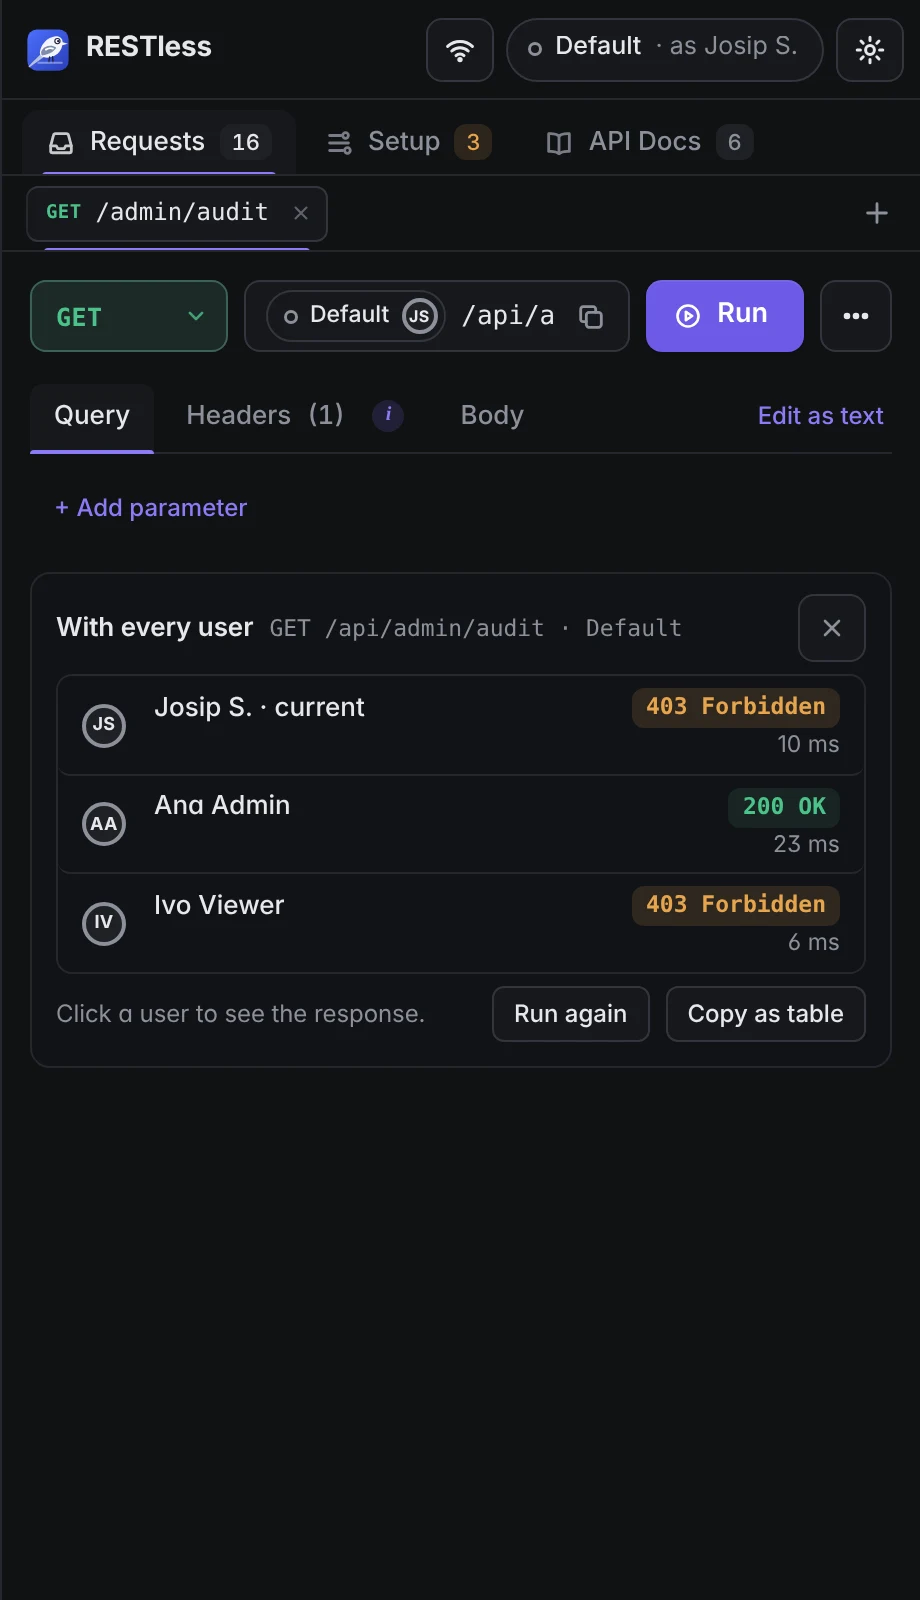 RESTless
Default · as Josip S.
Requests 16 Setup 3 API Docs 6
GET /admin/audit
GET Default JS /api/a Run
Query Headers (1) i Body Edit as text
+ Add parameter
With every user GET /api/admin/audit · Default
JS Josip S. · current 403 Forbidden
10 ms
AA Ana Admin 200 OK
23 ms
IV Ivo Viewer 403 Forbidden
6 ms
Click a user to see the response. Run again Copy as table